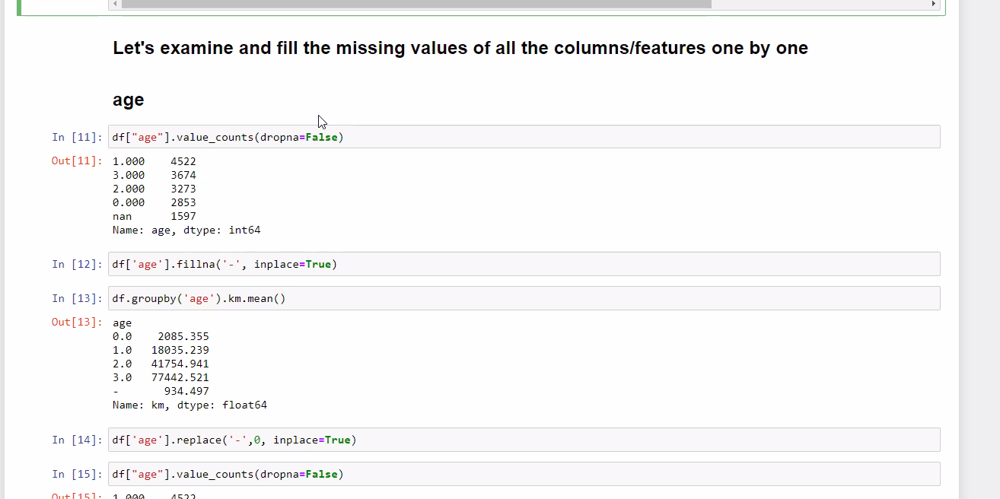 Let's examine and fill the missing values of all the columns/features one by one
age
In [11]: df["age"].value_counts(dropna=False)
Out[11]: 1.000    4522
3.000    3674
2.000    3273
0.000    2853
nan      1597
Name: age, dtype: int64
In [12]: df['age'].fillna('-', inplace=True)
In [13]: df.groupby('age').km.mean()
Out[13]: age
0.0    2085.355
1.0   18035.239
2.0   41754.941
3.0   77442.521
-       934.497
Name: km, dtype: float64
In [14]: df['age'].replace('-',0, inplace=True)
In [15]: df["age"].value_counts(dropna=False)
Out[15]: 1.000    4522